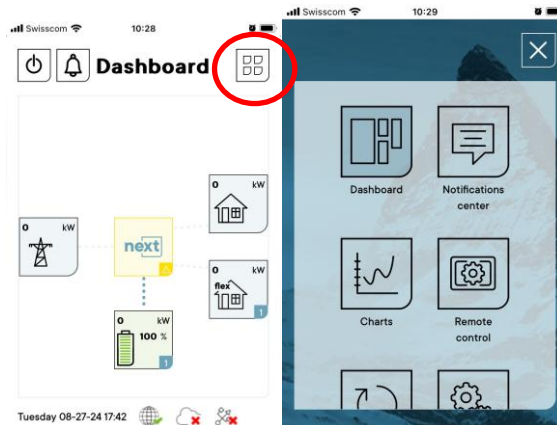 Swisscom
10:28
Dashboard
0 kW
0 kW
next
0 kW
flex
1
0 kW
100 %
1
Tuesday 08-27-24 17:42
Swisscom
10:29
Dashboard
Notifications
center
Charts
Remote
control